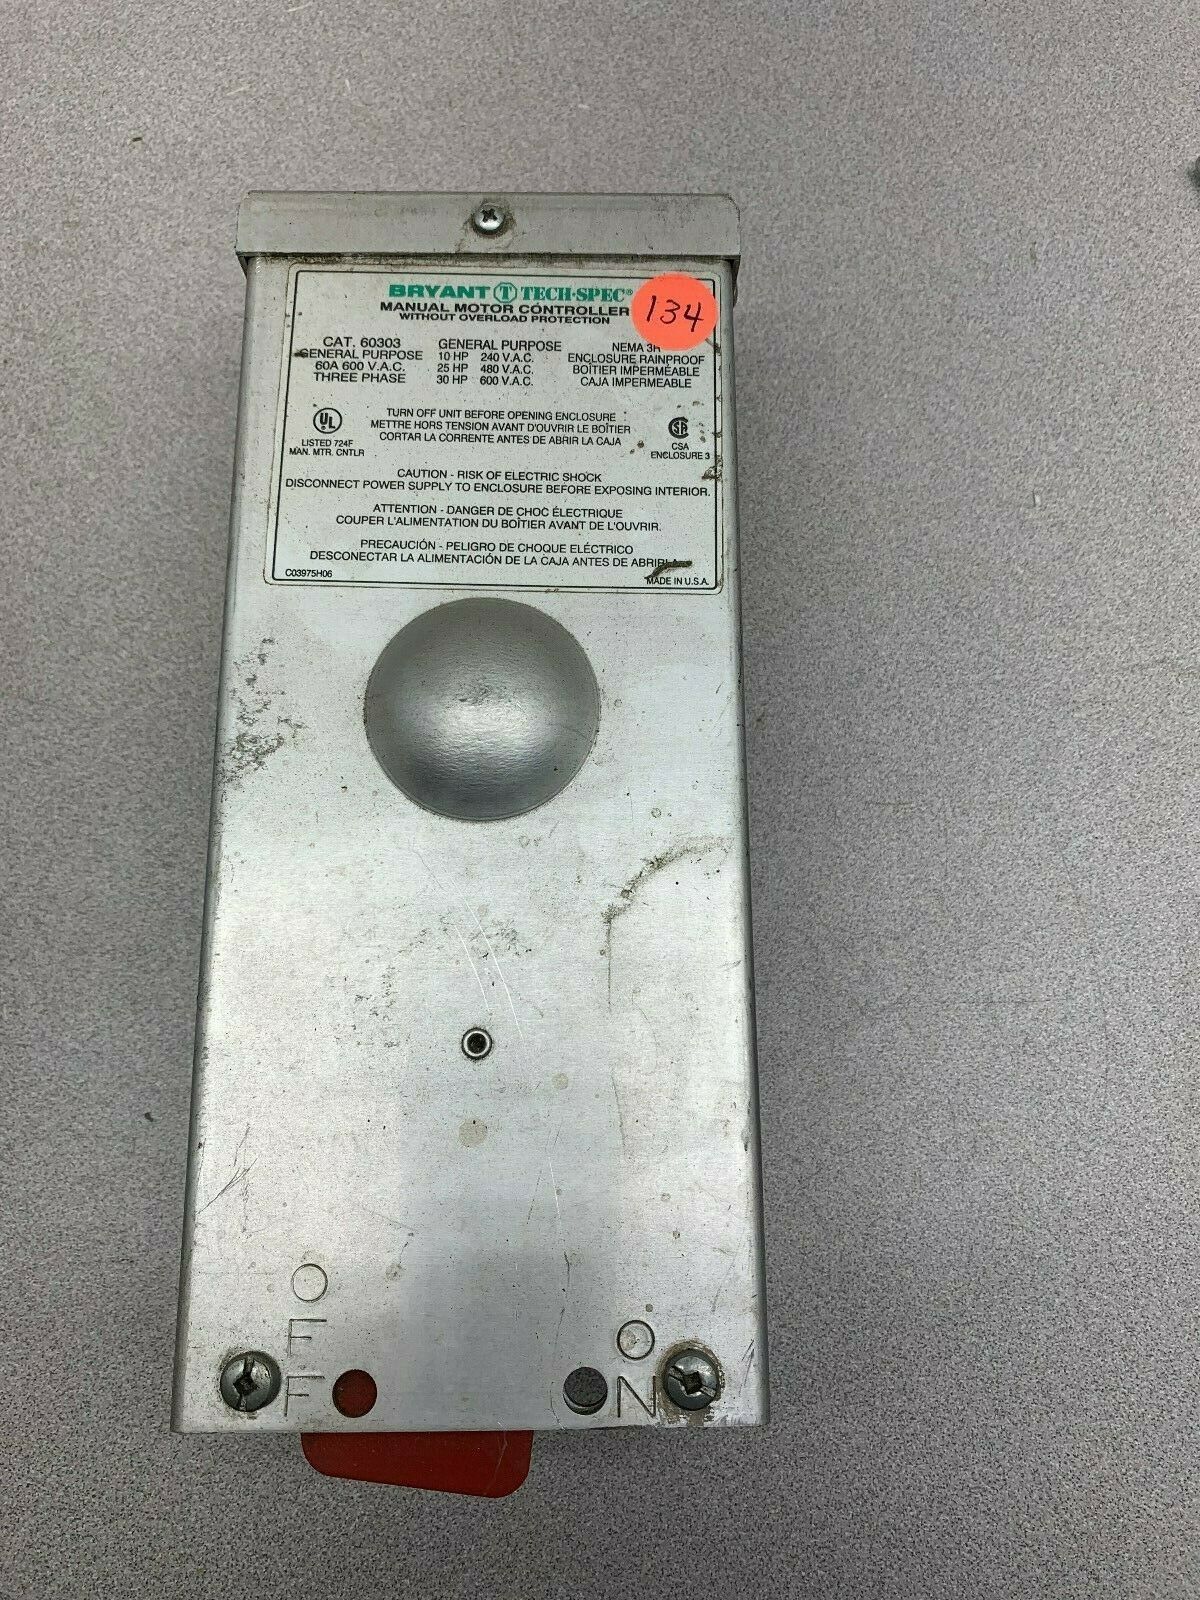 BRYANT T TECH-SPEC®
MANUAL MOTOR CONTROLLER
WITHOUT OVERLOAD PROTECTION
134
CAT. 60303
GENERAL PURPOSE
60A 600 V.A.C.
THREE PHASE
GENERAL PURPOSE
10 HP 240 V.A.C.
25 HP 480 V.A.C.
30 HP 600 V.A.C.
NEMA 3R
ENCLOSURE RAINPROOF
BOÎTIER IMPERMÉABLE
CAJA IMPERMEABLE
UL
LISTED 724F
MAN. MTR. CNTLR
TURN OFF UNIT BEFORE OPENING ENCLOSURE
METTRE HORS TENSION AVANT D'OUVRIR LE BOÎTIER
CORTAR LA CORRENTE ANTES DE ABRIR LA CAJA
CSA
ENCLOSURE 3
CAUTION - RISK OF ELECTRIC SHOCK
DISCONNECT POWER SUPPLY TO ENCLOSURE BEFORE EXPOSING INTERIOR.
ATTENTION - DANGER DE CHOC ÉLECTRIQUE
COUPER L'ALIMENTATION DU BOÎTIER AVANT DE L'OUVRIR.
PRECAUCIÓN - PELIGRO DE CHOQUE ELÉCTRICO
DESCONECTAR LA ALIMENTACIÓN DE LA CAJA ANTES DE ABRIRLA
C03975H06
MADE IN U.S.A.
OFF
ON